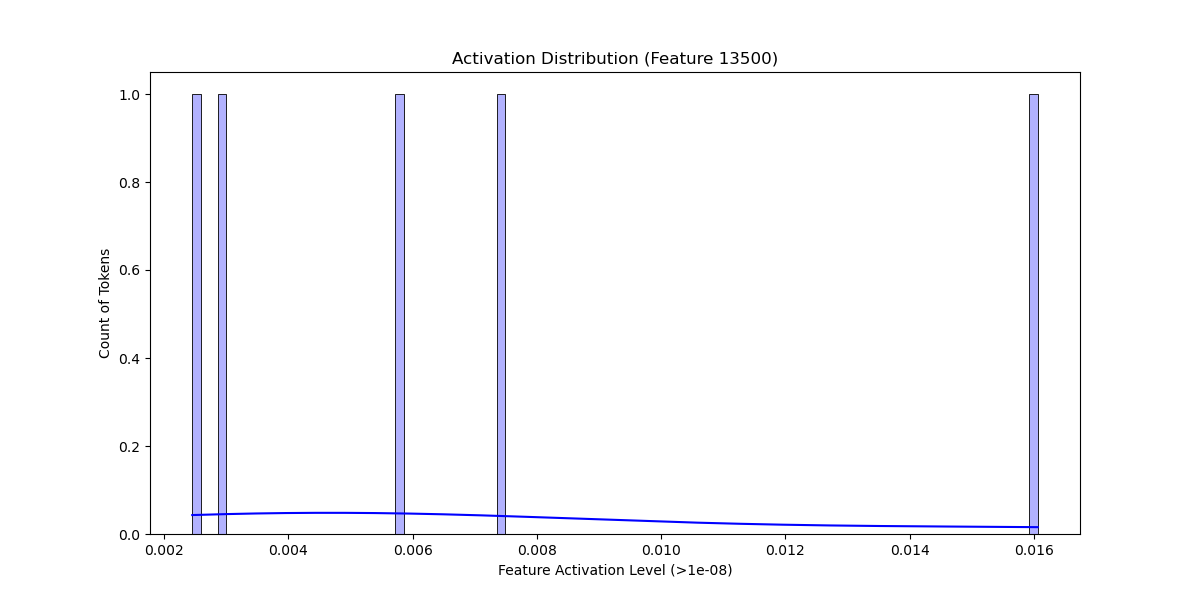 Activation Distribution (Feature 13500)
1.0
0.8
0.6
0.4
0.2
0.0
Count of Tokens
0.002 0.004 0.006 0.008 0.010 0.012 0.014 0.016
Feature Activation Level (>1e-08)